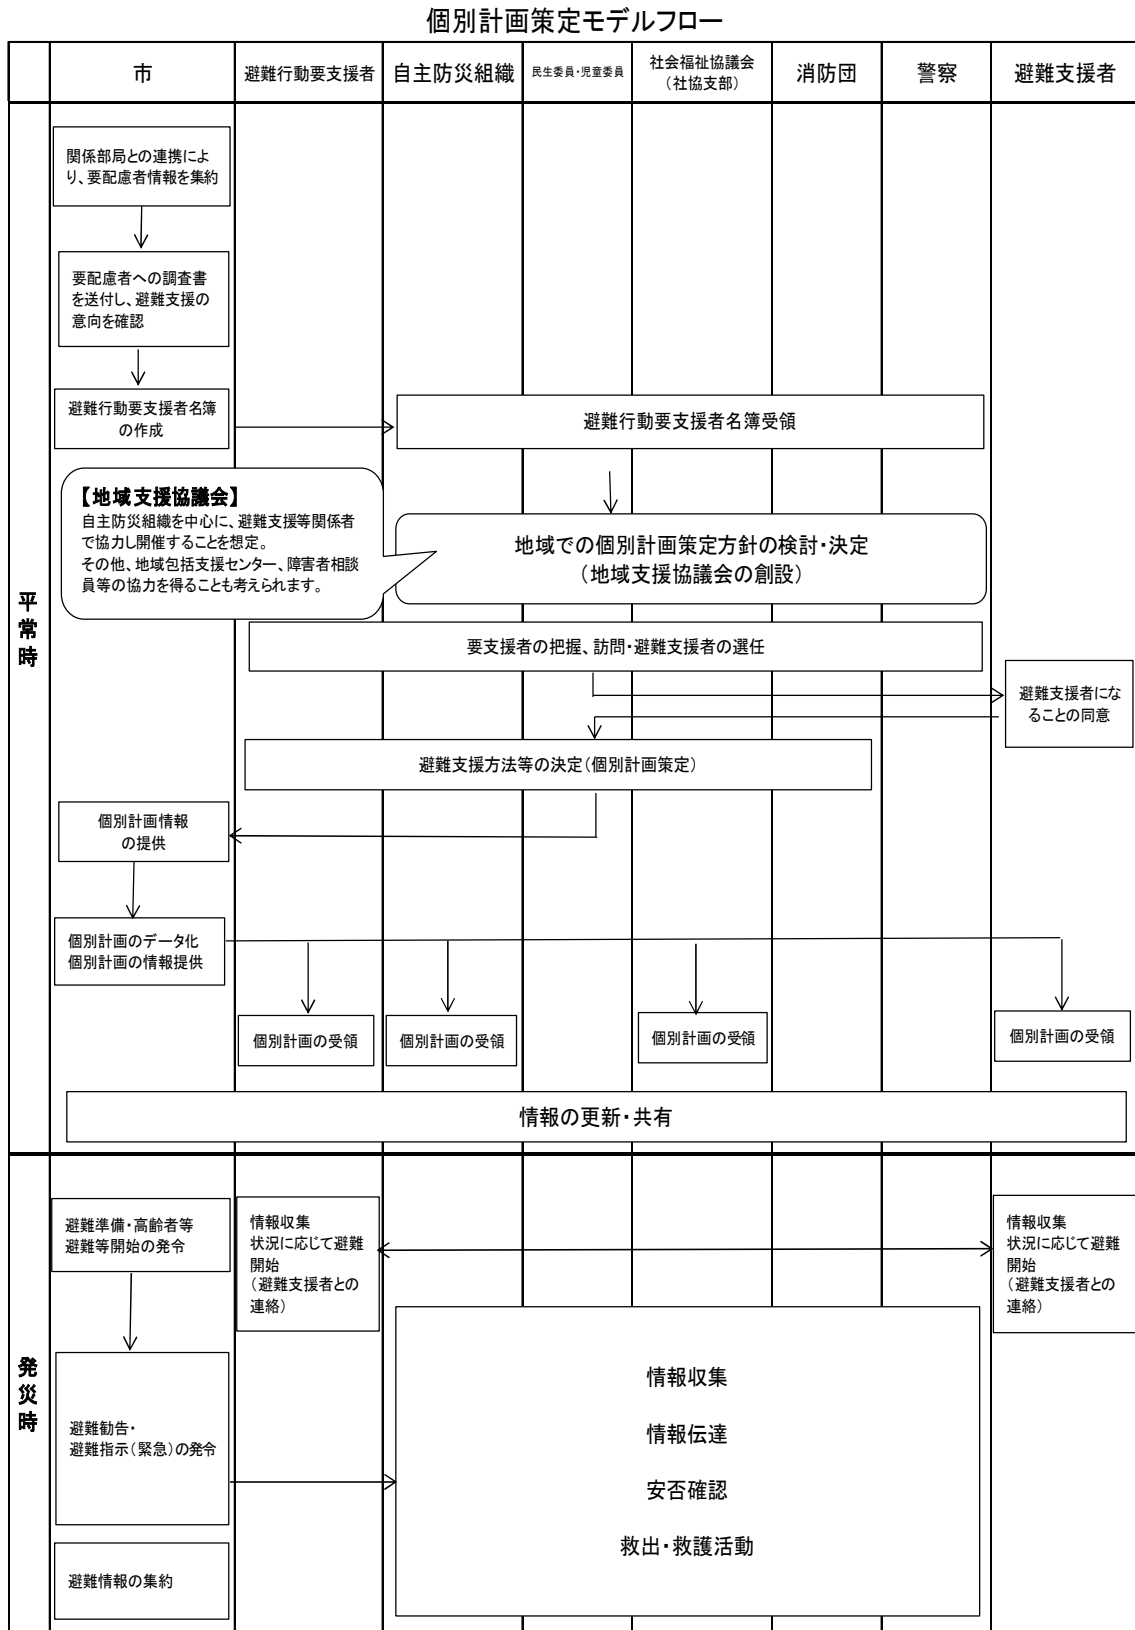 個別計画策定モデルフロー
市
避難行動要支援者
自主防災組織
民生委員・児童委員
社会福祉協議会
（社協支部）
消防団
警察
避難支援者
平常時
関係部局との連携によ
り、要配慮者情報を集約
要配慮者への調査書
を送付し、避難支援の
意向を確認
避難行動要支援者名簿
の作成
避難行動要支援者名簿受領
【地域支援協議会】
自主防災組織を中心に、避難支援等関係者
で協力し開催することを想定。
その他、地域包括支援センター、障害者相談
員等の協力を得ることも考えられます。
地域での個別計画策定方針の検討・決定
（地域支援協議会の創設）
要支援者の把握、訪問・避難支援者の選任
避難支援者にな
ることの同意
避難支援方法等の決定（個別計画策定）
個別計画情報
の提供
個別計画のデータ化
個別計画の情報提供
個別計画の受領
個別計画の受領
個別計画の受領
個別計画の受領
情報の更新・共有
発災時
避難準備・高齢者等
避難等開始の発令
情報収集
状況に応じて避難
開始
（避難支援者との
連絡）
情報収集
状況に応じて避難
開始
（避難支援者との
連絡）
避難勧告・
避難指示（緊急）の発令
情報収集
情報伝達
安否確認
救出・救護活動
避難情報の集約